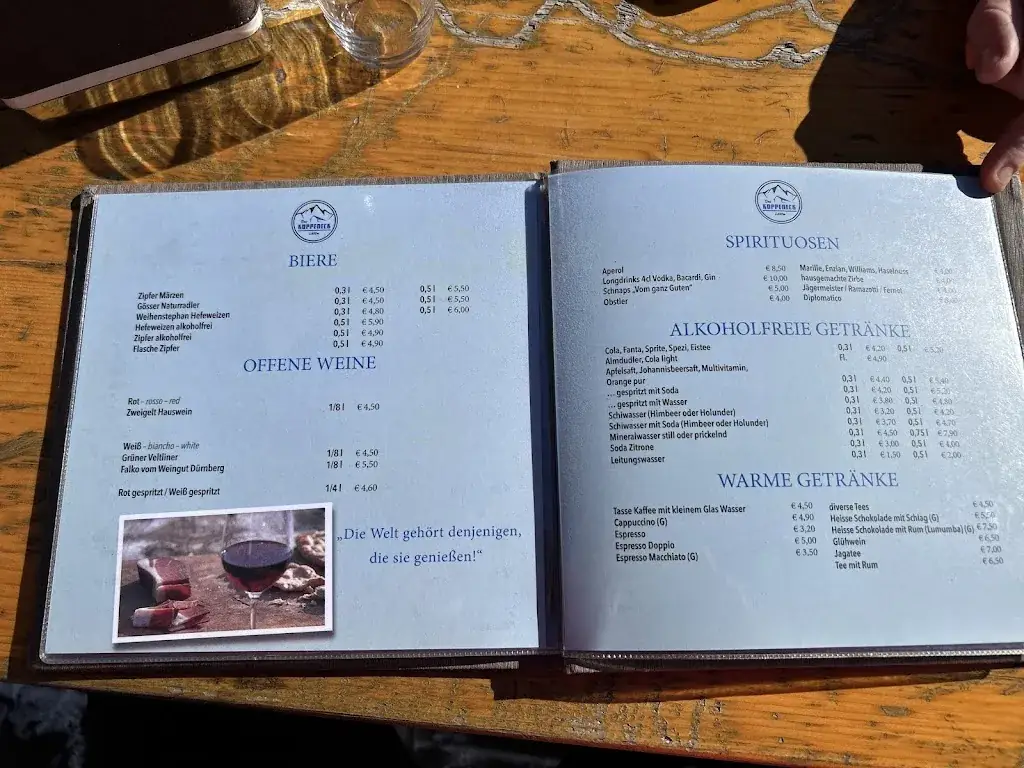 KOPPENECK
BIERE
Zipfer Märzen 0,3 l € 4,50 0,5 l € 5,50
Gösser Naturradler 0,3 l € 4,50 0,5 l € 5,50
Weihenstephan Hefeweizen 0,3 l € 4,80 0,5 l € 6,00
Hefeweizen alkoholfrei 0,5 l € 5,90
Zipfer alkoholfrei 0,5 l € 4,90
Flasche Zipfer 0,5 l € 4,90
OFFENE WEINE
Rot – rosso – red
Zweigelt Hauswein 1/8 l € 4,50
Weiß – biancho – white
Grüner Veltliner 1/8 l € 4,50
Falko vom Weingut Dürnberg 1/8 l € 5,50
Rot gespritzt / Weiß gespritzt 1/4 l € 4,60
„Die Welt gehört denjenigen,
die sie genießen!“
KOPPENECK
SPIRITUOSEN
Aperol € 8,50
Longdrinks 4cl Vodka, Bacardi, Gin € 10,00
Schnaps „Vom ganz Guten“ € 5,00
Obstler € 4,00
Marille, Enzian, Williams, Haselnuss
hausgemachte Zirbe
Jägermeister / Ramazotti / Fernet
Diplomatico
ALKOHOLFREIE GETRÄNKE
Cola, Fanta, Sprite, Spezi, Eistee 0,3 l € 4,20 0,5 l € 5,20
Almdudler, Cola light Fl. € 4,90
Apfelsaft, Johannisbeersaft, Multivitamin,
Orange pur 0,3 l € 4,40 0,5 l € 5,40
... gespritzt mit Soda 0,3 l € 4,20 0,5 l € 5,20
... gespritzt mit Wasser 0,3 l € 3,80 0,5 l € 4,80
Schiwasser (Himbeer oder Holunder) 0,3 l € 3,20 0,5 l € 4,20
Schiwasser mit Soda (Himbeer oder Holunder) 0,3 l € 3,70 0,5 l € 4,70
Mineralwasser still oder prickelnd 0,3 l € 4,50 0,75 l € 7,90
Soda Zitrone 0,3 l € 3,00 0,5 l € 4,00
Leitungswasser 0,3 l € 1,50 0,5 l € 2,00
WARME GETRÄNKE
Tasse Kaffee mit kleinem Glas Wasser € 4,50
Cappuccino (G) € 4,90
Espresso € 3,20
Espresso Doppio € 5,00
Espresso Macchiato (G) € 3,50
diverse Tees € 4,50
Heisse Schokolade mit Schlag (G) € 5,50
Heisse Schokolade mit Rum (Lumumba) (G) € 7,50
Glühwein € 6,50
Jagatee € 7,00
Tee mit Rum € 6,50